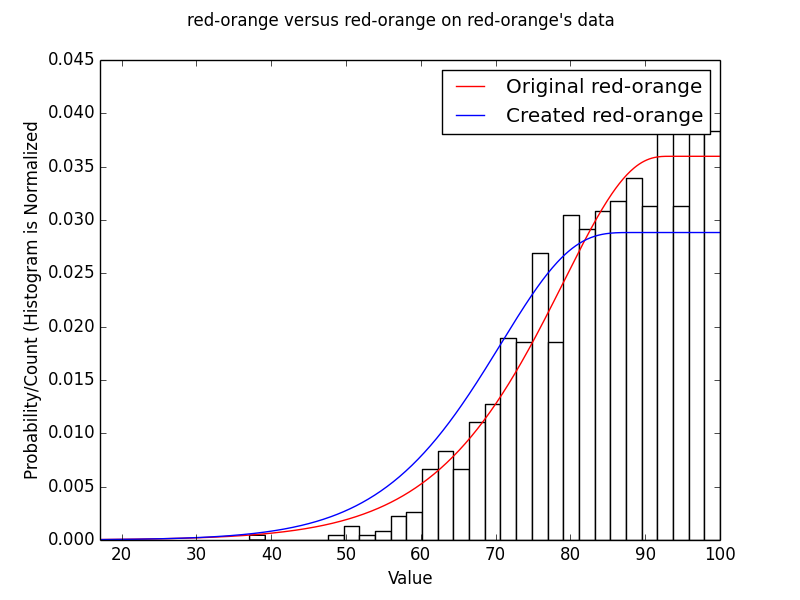 red-orange versus red-orange on red-orange's data
Original red-orange
Created red-orange
0.045
0.040
0.035
0.030
0.025
0.020
0.015
0.010
0.005
0.000
Probability/Count (Histogram is Normalized
20 30 40 50 60 70 80 90 100
Value